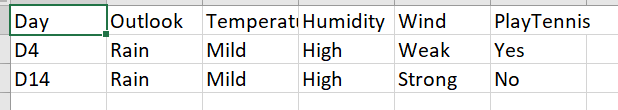 Day Outlook Temperat Humidity Wind PlayTennis
D4 Rain Mild High Weak Yes
D14 Rain Mild High Strong No